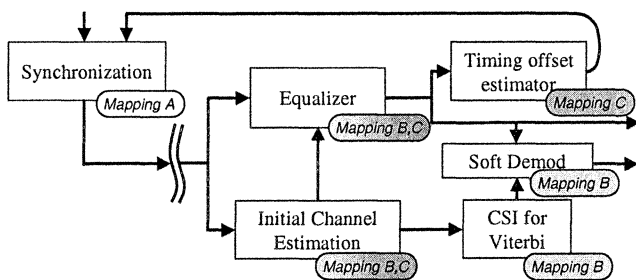 Synchronization
Mapping A
Timing offset
estimator
Mapping C
Equalizer
Mapping B,C
Soft Demod
Mapping B
Initial Channel
Estimation
Mapping B,C
CSI for
Viterbi
Mapping B